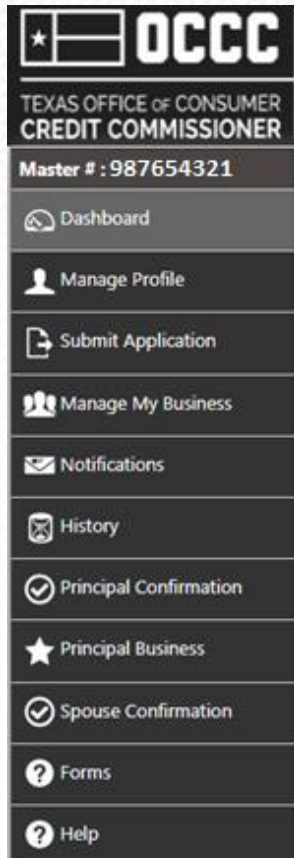 OCCC
TEXAS OFFICE OF CONSUMER
CREDIT COMMISSIONER
Master # : 987654321
Dashboard
Manage Profile
Submit Application
Manage My Business
Notifications
History
Principal Confirmation
Principal Business
Spouse Confirmation
? Forms
? Help